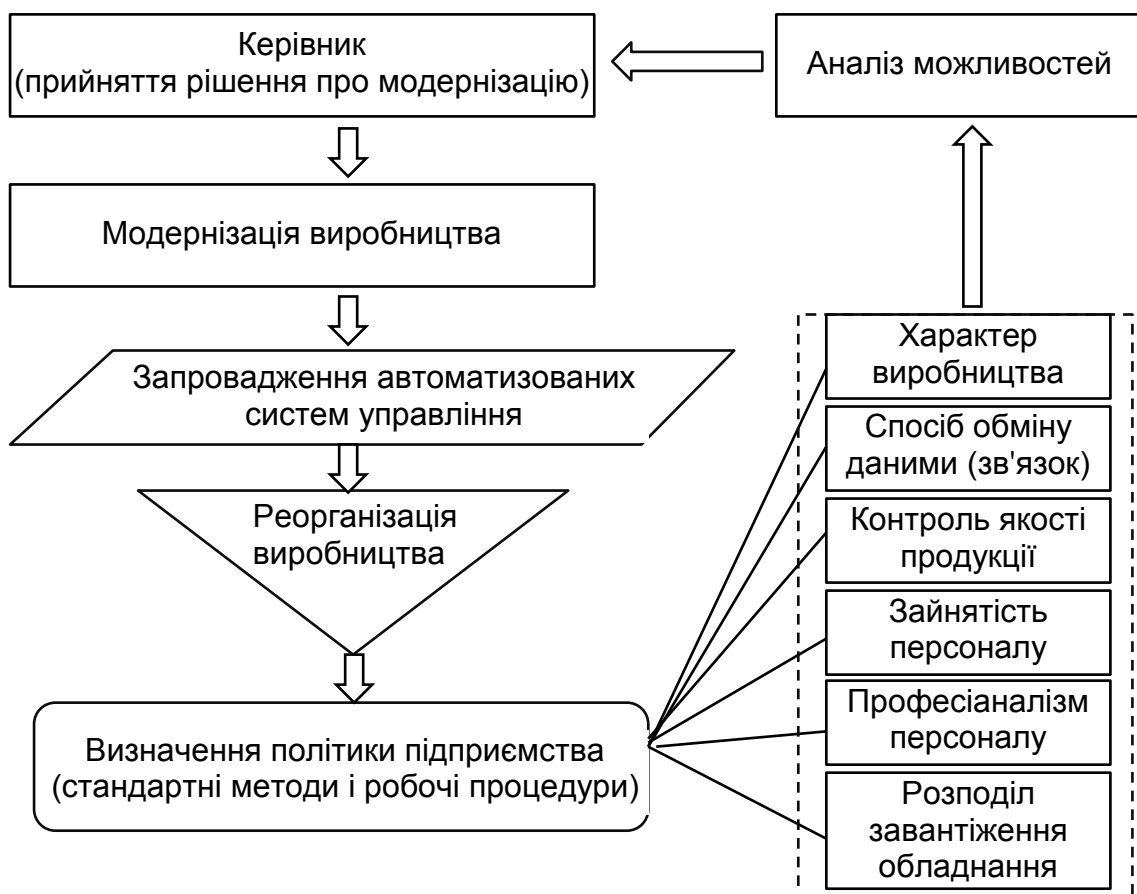 Керівник
(прийняття рішення про модернізацію)
Аналіз можливостей
Модернізація виробництва
Запровадження автоматизованих
систем управління
Реорганізація
виробництва
Визначення політики підприємства
(стандартні методи і робочі процедури)
Характер
виробництва
Спосіб обміну
даними (зв'язок)
Контроль якості
продукції
Зайнятість
персоналу
Професіаналізм
персоналу
Розподіл
завантіження
обладнання